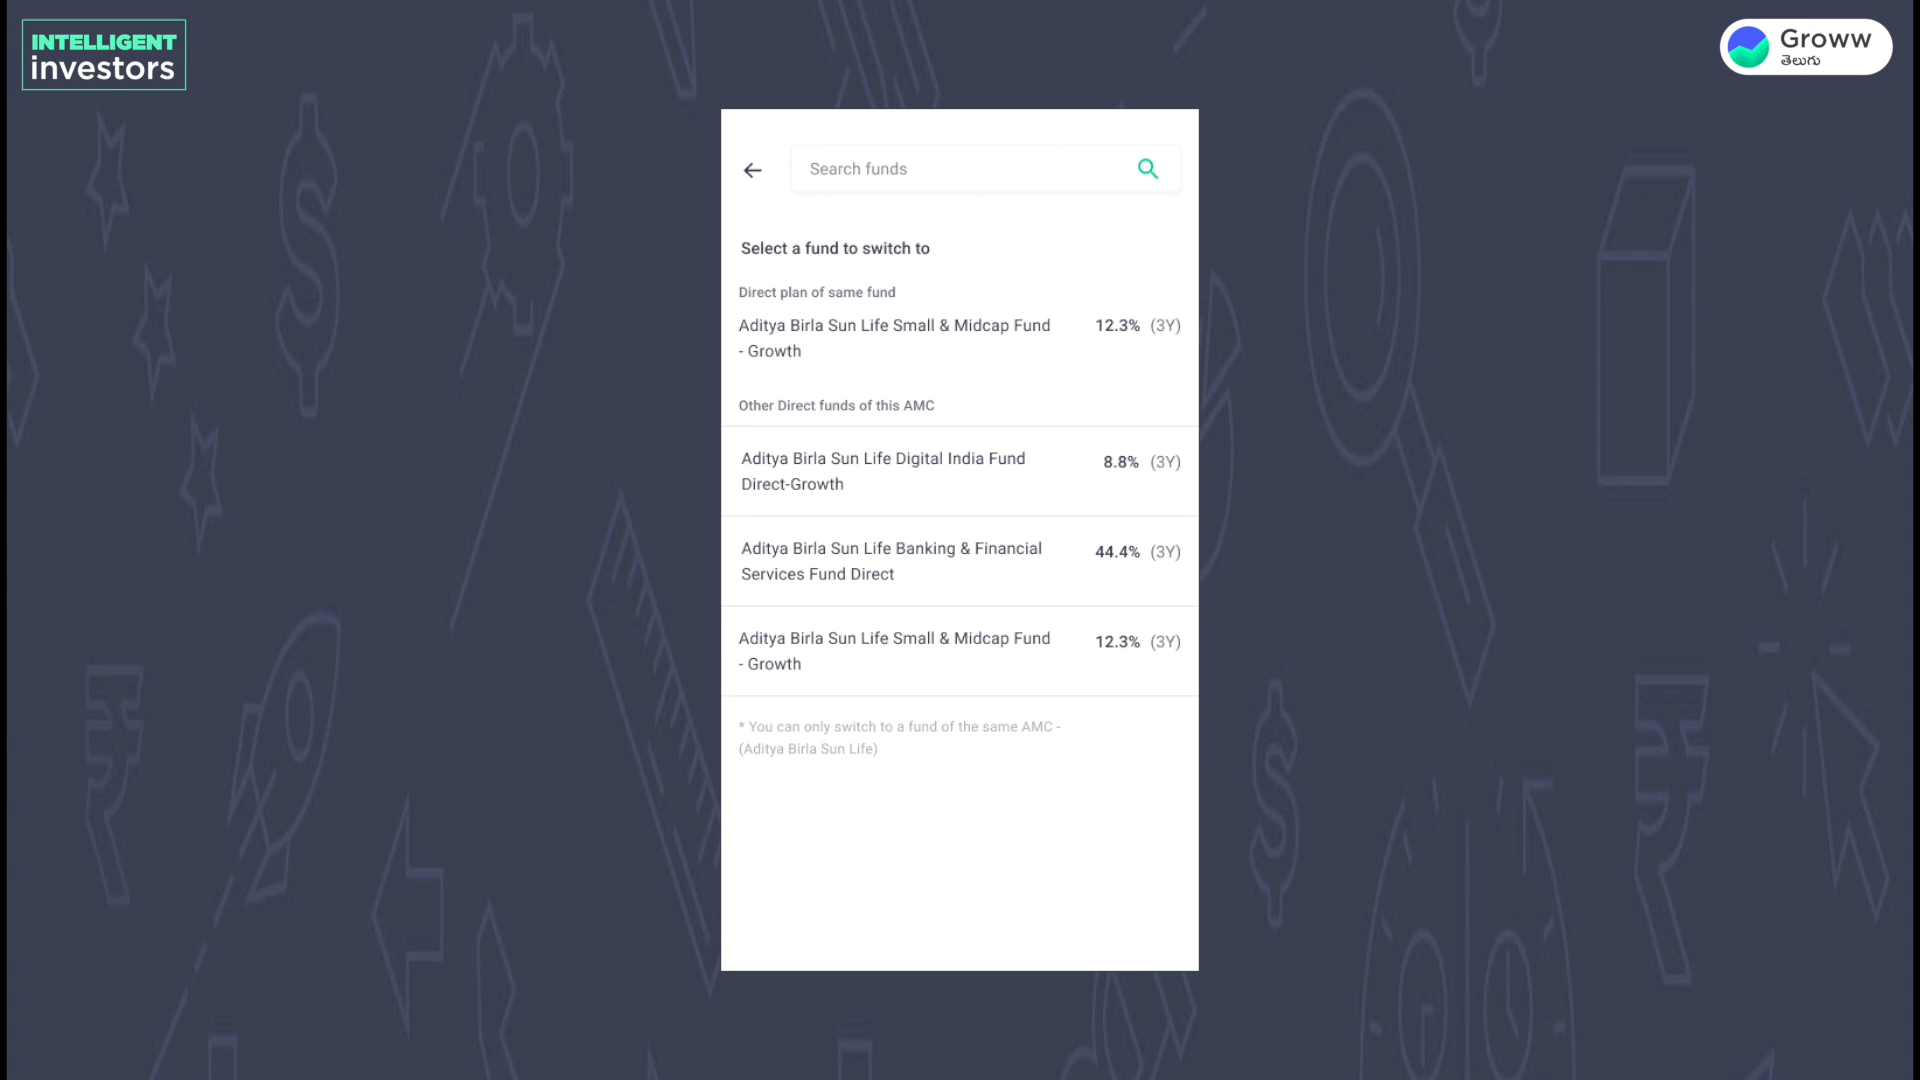 INTELLIGENT
investors
Groww
తెలుగు
Search funds
Select a fund to switch to
Direct plan of same fund
Aditya Birla Sun Life Small & Midcap Fund 12.3% (3Y)
- Growth
Other Direct funds of this AMC
Aditya Birla Sun Life Digital India Fund 8.8% (3Y)
Direct-Growth
Aditya Birla Sun Life Banking & Financial 44.4% (3Y)
Services Fund Direct
Aditya Birla Sun Life Small & Midcap Fund 12.3% (3Y)
- Growth
* You can only switch to a fund of the same AMC -
(Aditya Birla Sun Life)